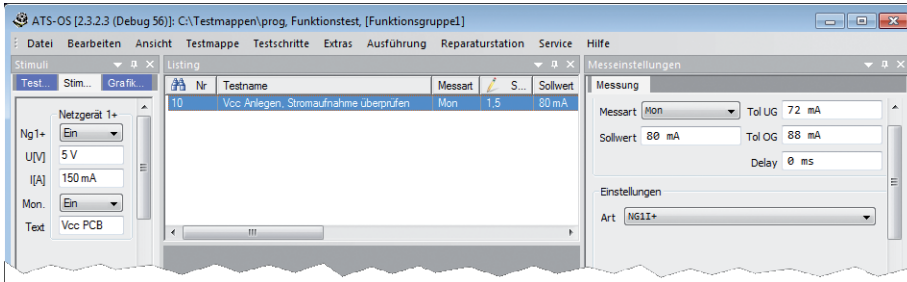 ATS-OS [2.3.2.3 (Debug 56)]: C:\Testmappen\prog, Funktionstest, [Funktionsgruppe1]
Datei Bearbeiten Ansicht Testmappe Testschritte Extras Ausführung Reparaturstation Service Hilfe
Stimuli
Test... Stim... Grafik...
Netzgerät 1+
Ng1+ Ein
U[V] 5 V
I[A] 150 mA
Mon. Ein
Text Vcc PCB
Listing
Nr Testname Messart S... Sollwert
10 Vcc Anlegen, Stromaufnahme überprüfen Mon 1,5 80 mA
Messeinstellungen
Messung
Messart Mon Tol UG 72 mA
Sollwert 80 mA Tol OG 88 mA
Delay 0 ms
Einstellungen
Art NG1I+